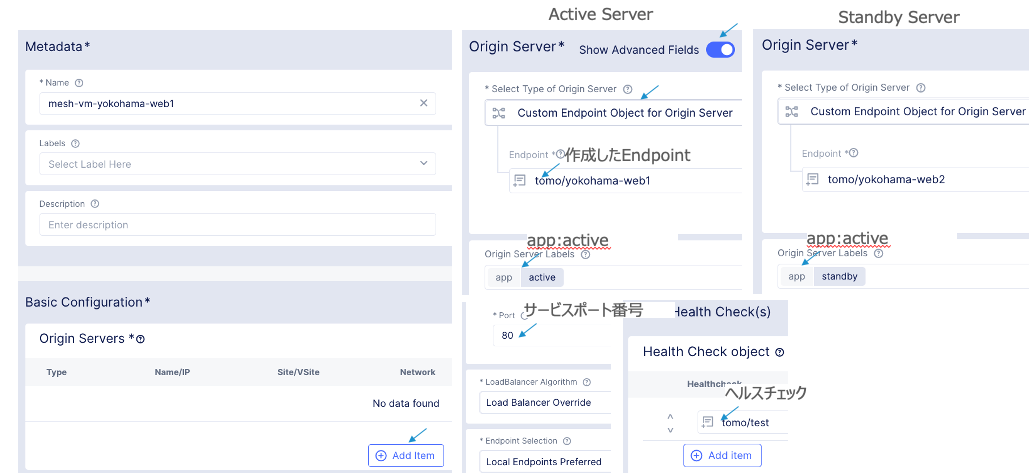 Metadata*
* Name
mesh-vm-yokohama-web1
Labels
Select Label Here
Description
Enter description
Basic Configuration*
Origin Servers *
Type Name/IP Site/VSite Network
No data found
Add Item
Active Server
Origin Server* Show Advanced Fields
* Select Type of Origin Server
Custom Endpoint Object for Origin Server
Endpoint * 作成したEndpoint
tomo/yokohama-web1
app:active
Origin Server Labels
app active
* Port サービスポート番号
80
* LoadBalancer Algorithm
Load Balancer Override
* Endpoint Selection
Local Endpoints Preferred
Health Check(s)
Health Check object
Healthcheck
ヘルスチェック
tomo/test
Add item
Standby Server
Origin Server*
* Select Type of Origin Server
Custom Endpoint Object for Origin Server
Endpoint *
tomo/yokohama-web2
app:active
Origin Server Labels
app standby